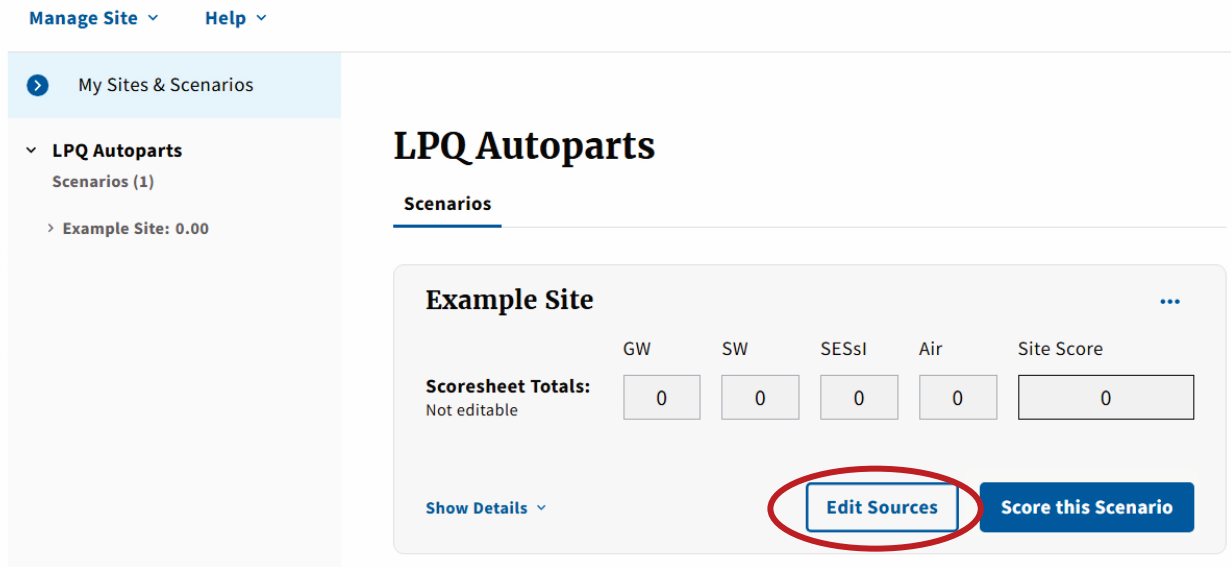 Manage Site Help
My Sites & Scenarios
LPQ Autoparts
Scenarios (1)
Example Site: 0.00
LPQ Autoparts
Scenarios
Example Site
GW SW SESsI Air Site Score
Scoresheet Totals:
Not editable
0 0 0 0 0
Show Details Edit Sources Score this Scenario